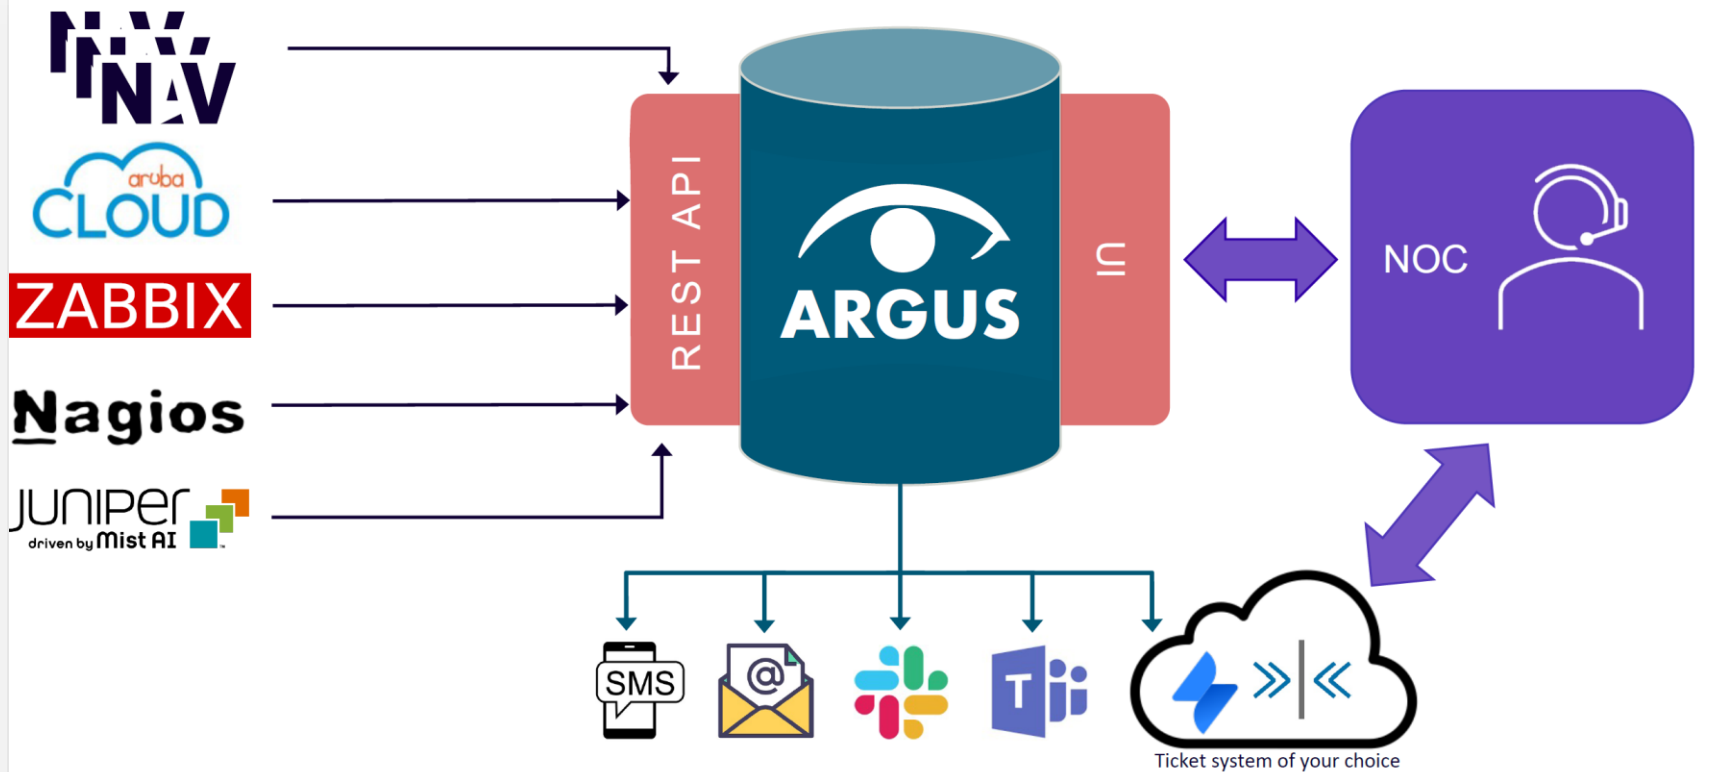 NAV
aruba
CLOUD
ZABBIX
Nagios
JUNIPer
driven by Mist AI
REST API
ARGUS
UI
NOC
SMS
@
T
Ticket system of your choice